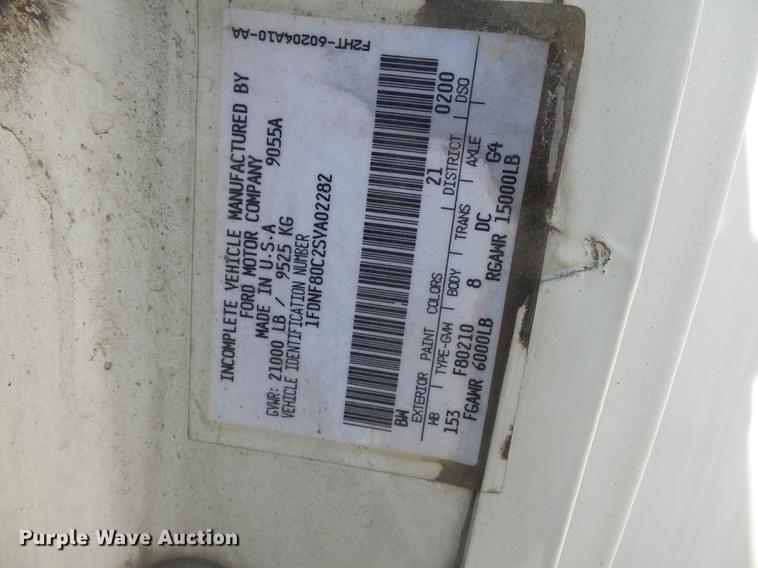 F2HT-60204A10-AA
INCOMPLETE VEHICLE MANUFACTURED BY
FORD MOTOR COMPANY
MADE IN U.S.A 9055A
GVWR: 21000 LB / 9525 KG
VEHICLE IDENTIFICATION NUMBER
1FDNF80C2SVA02282
BW 21 0200
EXTERIOR PAINT COLORS DISTRICT DSO
WB TYPE-GVW BODY TRANS AXLE
153 F80210 8 DC G4
FGAWR 6000LB RGAWR 15000LB
Purple Wave Auction